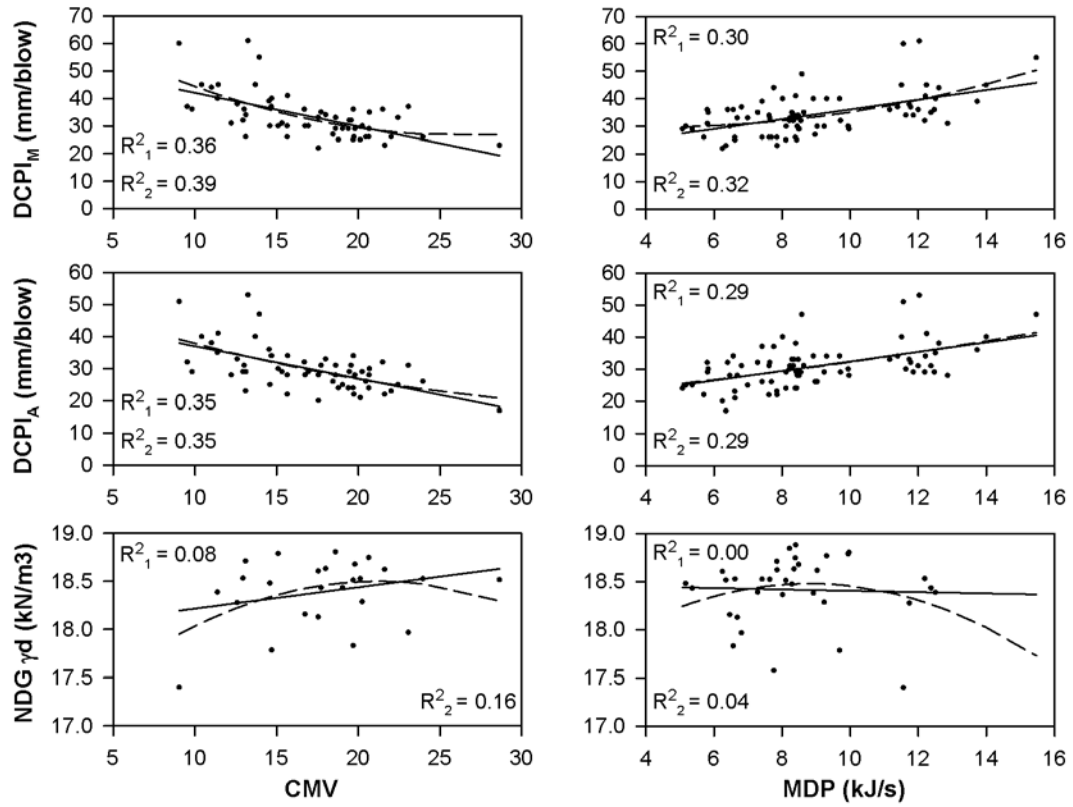 DCPI_M (mm/blow)
70
60
50
40
30
20
10
0
R²₁ = 0.36
R²₂ = 0.39
5 10 15 20 25 30
70
60
50
40
30
20
10
0
R²₁ = 0.30
R²₂ = 0.32
4 6 8 10 12 14 16
DCPI_A (mm/blow)
60
50
40
30
20
10
0
R²₁ = 0.35
R²₂ = 0.35
5 10 15 20 25 30
60
50
40
30
20
10
0
R²₁ = 0.29
R²₂ = 0.29
4 6 8 10 12 14 16
NDG γd (kN/m3)
19.0
18.5
18.0
17.5
17.0
R²₁ = 0.08
R²₂ = 0.16
5 10 15 20 25 30
CMV
19.0
18.5
18.0
17.5
17.0
R²₁ = 0.00
R²₂ = 0.04
4 6 8 10 12 14 16
MDP (kJ/s)